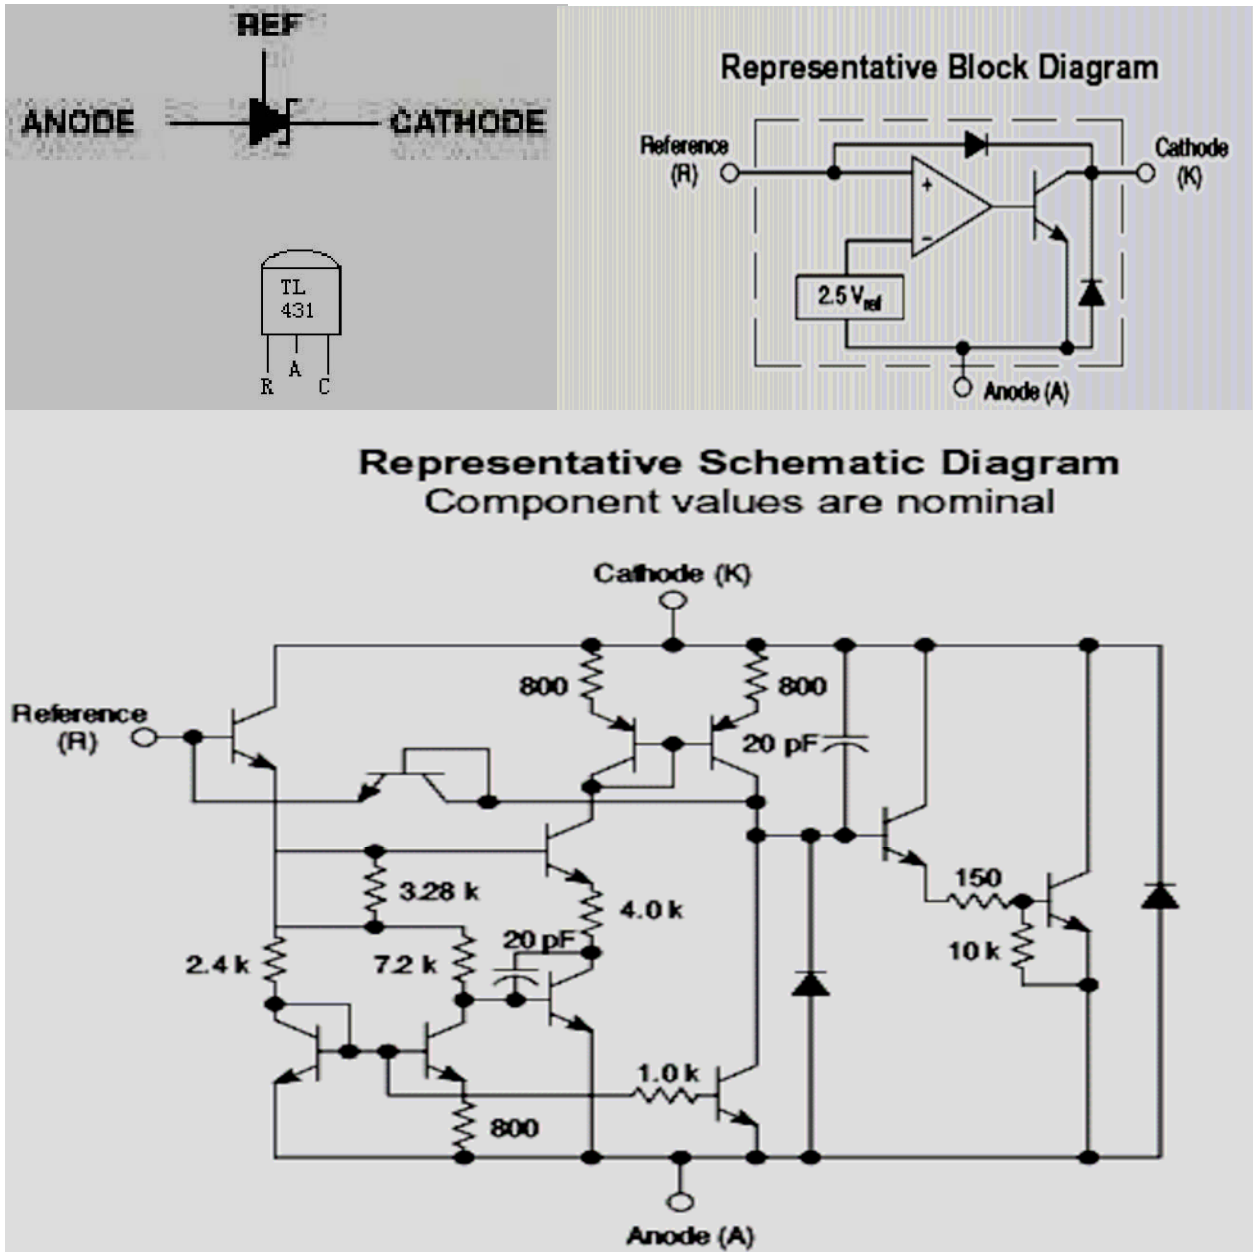 REF
ANODE
CATHODE
TL
431
R
A
C
Representative Block Diagram
Reference
(R)
Cathode
(K)
+
−
2.5 Vref
Anode (A)
Representative Schematic Diagram
Component values are nominal
Cathode (K)
800
800
Reference
(R)
20 pF
3.28 k
4.0 k
150
2.4 k
7.2 k
20 pF
10 k
1.0 k
800
Anode (A)